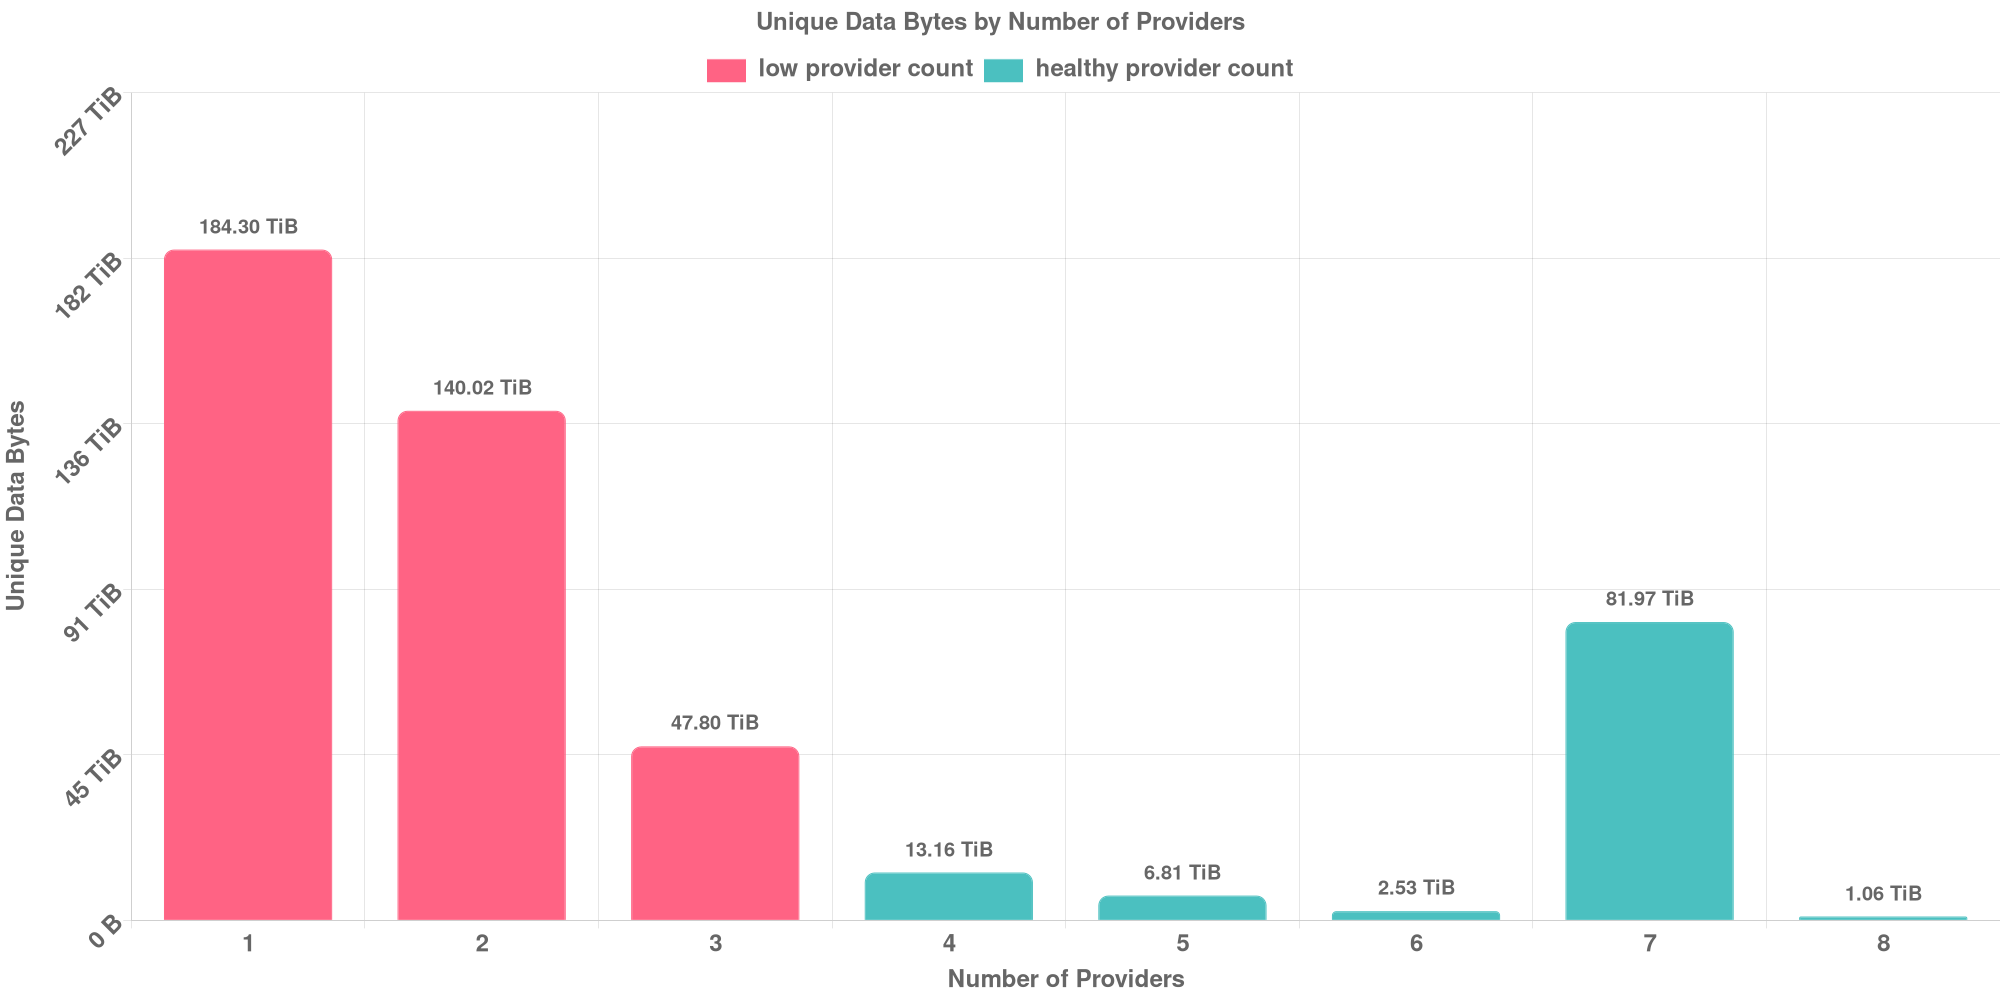 Unique Data Bytes by Number of Providers
low provider count
healthy provider count
227 TiB
182 TiB
136 TiB
91 TiB
45 TiB
0 B
Unique Data Bytes
184.30 TiB
140.02 TiB
47.80 TiB
13.16 TiB
6.81 TiB
2.53 TiB
81.97 TiB
1.06 TiB
1 2 3 4 5 6 7 8
Number of Providers